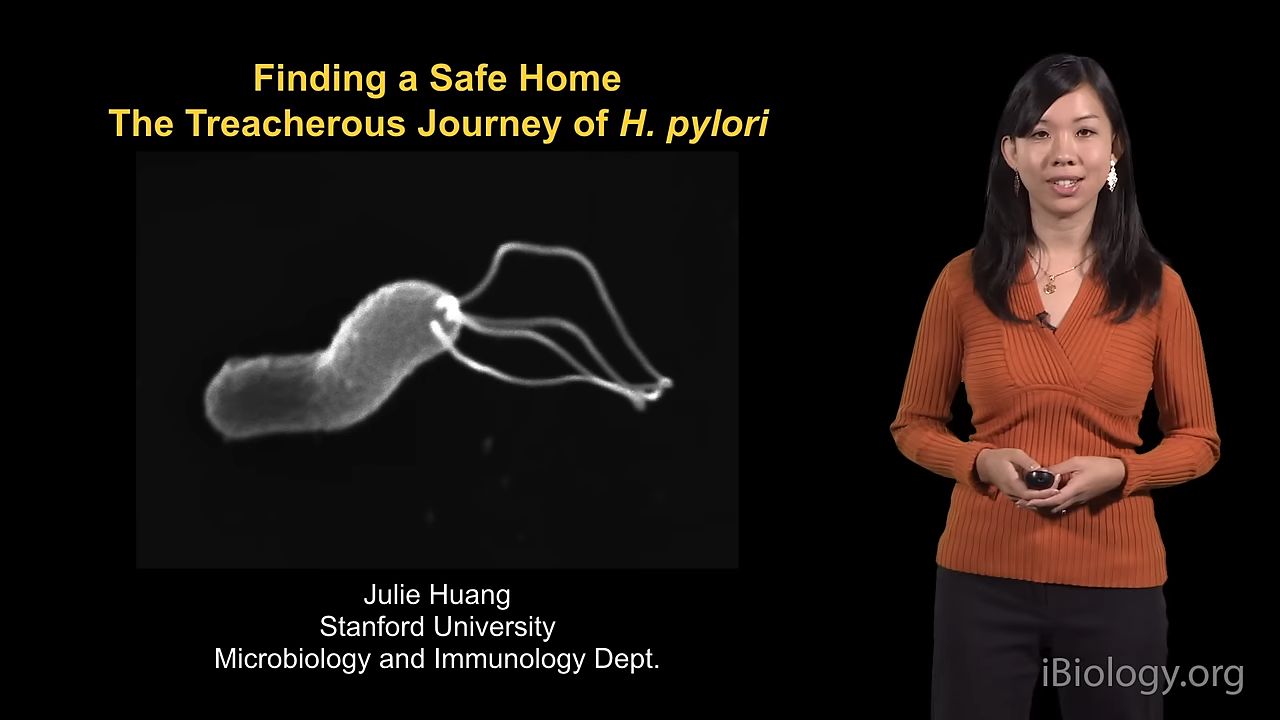 Finding a Safe Home
The Treacherous Journey of H. pylori
Julie Huang
Stanford University
Microbiology and Immunology Dept.
iBiology.org